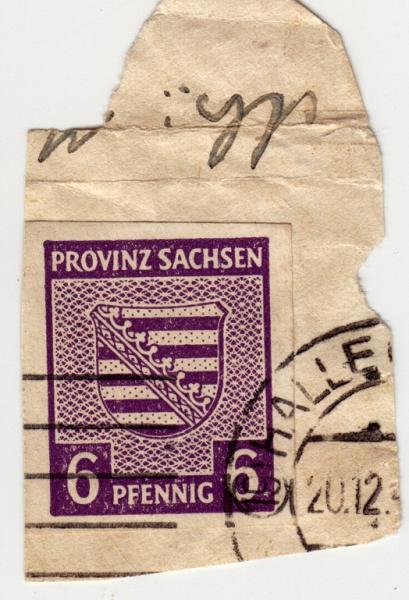 PROVINZ SACHSEN
6 PFENNIG 6
HALLE
20.12.